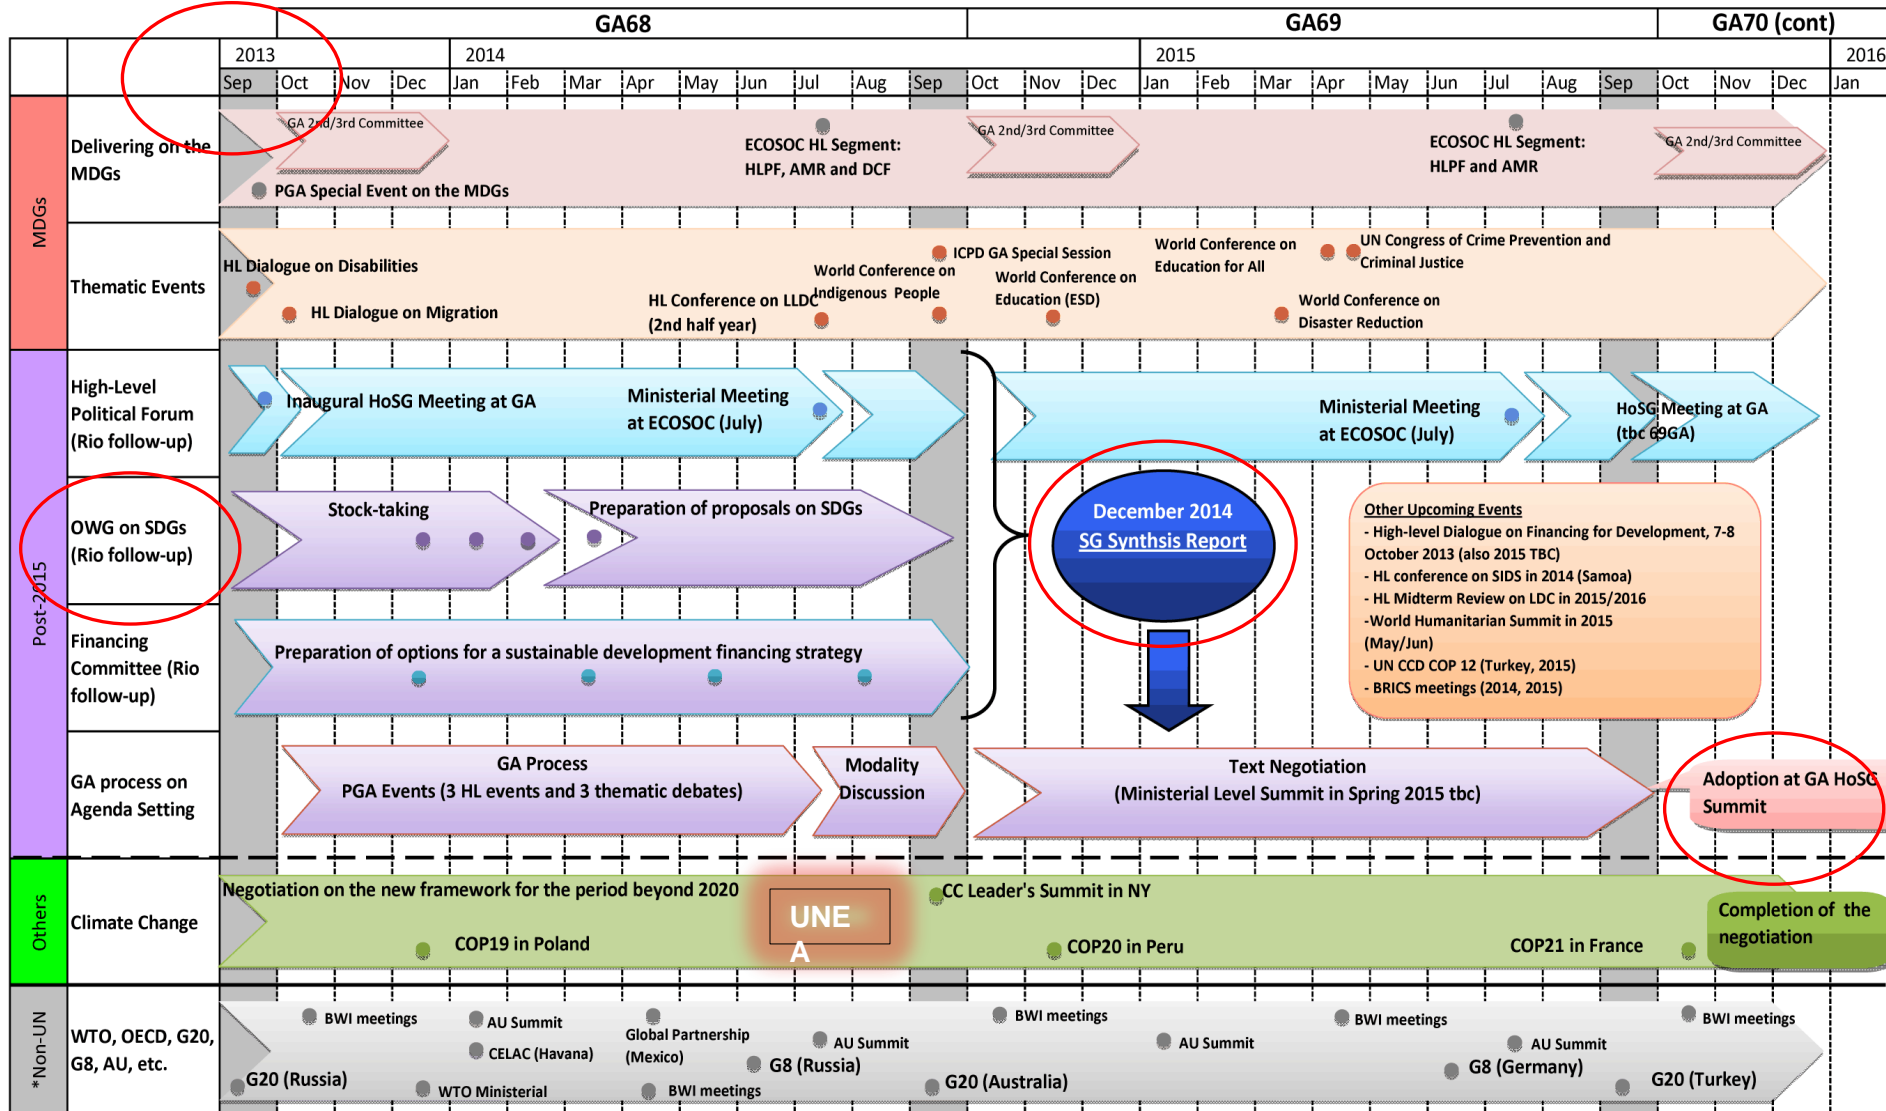 GA68
GA69
GA70 (cont)
2013
2014
2015
2016
Sep
Oct
Nov
Dec
Jan
Feb
Mar
Apr
May
Jun
Jul
Aug
Sep
Oct
Nov
Dec
Jan
Feb
Mar
Apr
May
Jun
Jul
Aug
Sep
Oct
Nov
Dec
Jan
MDGs
Delivering on the
MDGs
GA 2nd/3rd Committee
PGA Special Event on the MDGs
ECOSOC HL Segment:
HLPF, AMR and DCF
GA 2nd/3rd Committee
ECOSOC HL Segment:
HLPF and AMR
GA 2nd/3rd Committee
Thematic Events
HL Dialogue on Disabilities
HL Dialogue on Migration
HL Conference on LLDC
(2nd half year)
World Conference on
Indigenous People
ICPD GA Special Session
World Conference on
Education (ESD)
World Conference on
Education for All
UN Congress of Crime Prevention and
Criminal Justice
World Conference on
Disaster Reduction
Post-2015
High-Level
Political Forum
(Rio follow-up)
Inaugural HoSG Meeting at GA
Ministerial Meeting
at ECOSOC (July)
Ministerial Meeting
at ECOSOC (July)
HoSG Meeting at GA
(tbc 69GA)
OWG on SDGs
(Rio follow-up)
Stock-taking
Preparation of proposals on SDGs
December 2014
SG Synthsis Report
Other Upcoming Events
- High-level Dialogue on Financing for Development, 7-8
October 2013 (also 2015 TBC)
- HL conference on SIDS in 2014 (Samoa)
- HL Midterm Review on LDC in 2015/2016
-World Humanitarian Summit in 2015
(May/Jun)
- UN CCD COP 12 (Turkey, 2015)
- BRICS meetings (2014, 2015)
Financing
Committee (Rio
follow-up)
Preparation of options for a sustainable development financing strategy
GA process on
Agenda Setting
GA Process
PGA Events (3 HL events and 3 thematic debates)
Modality
Discussion
Text Negotiation
(Ministerial Level Summit in Spring 2015 tbc)
Adoption at GA HoSG
Summit
Others
Climate Change
Negotiation on the new framework for the period beyond 2020
COP19 in Poland
UNE
A
CC Leader's Summit in NY
COP20 in Peru
COP21 in France
Completion of the
negotiation
*Non-UN
WTO, OECD, G20,
G8, AU, etc.
BWI meetings
G20 (Russia)
AU Summit
CELAC (Havana)
WTO Ministerial
Global Partnership
(Mexico)
BWI meetings
G8 (Russia)
AU Summit
G20 (Australia)
BWI meetings
AU Summit
BWI meetings
G8 (Germany)
AU Summit
G20 (Turkey)
BWI meetings